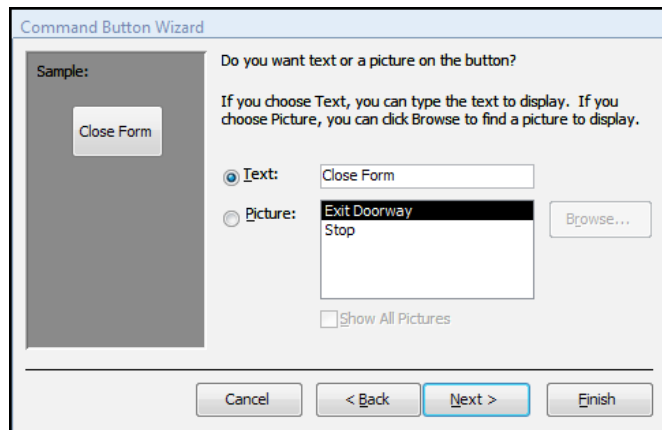 Command Button Wizard
Sample:
Close Form
Do you want text or a picture on the button?
If you choose Text, you can type the text to display. If you
choose Picture, you can click Browse to find a picture to display.
Text:
Close Form
Picture:
Exit Doorway
Stop
Browse...
Show All Pictures
Cancel
< Back
Next >
Finish